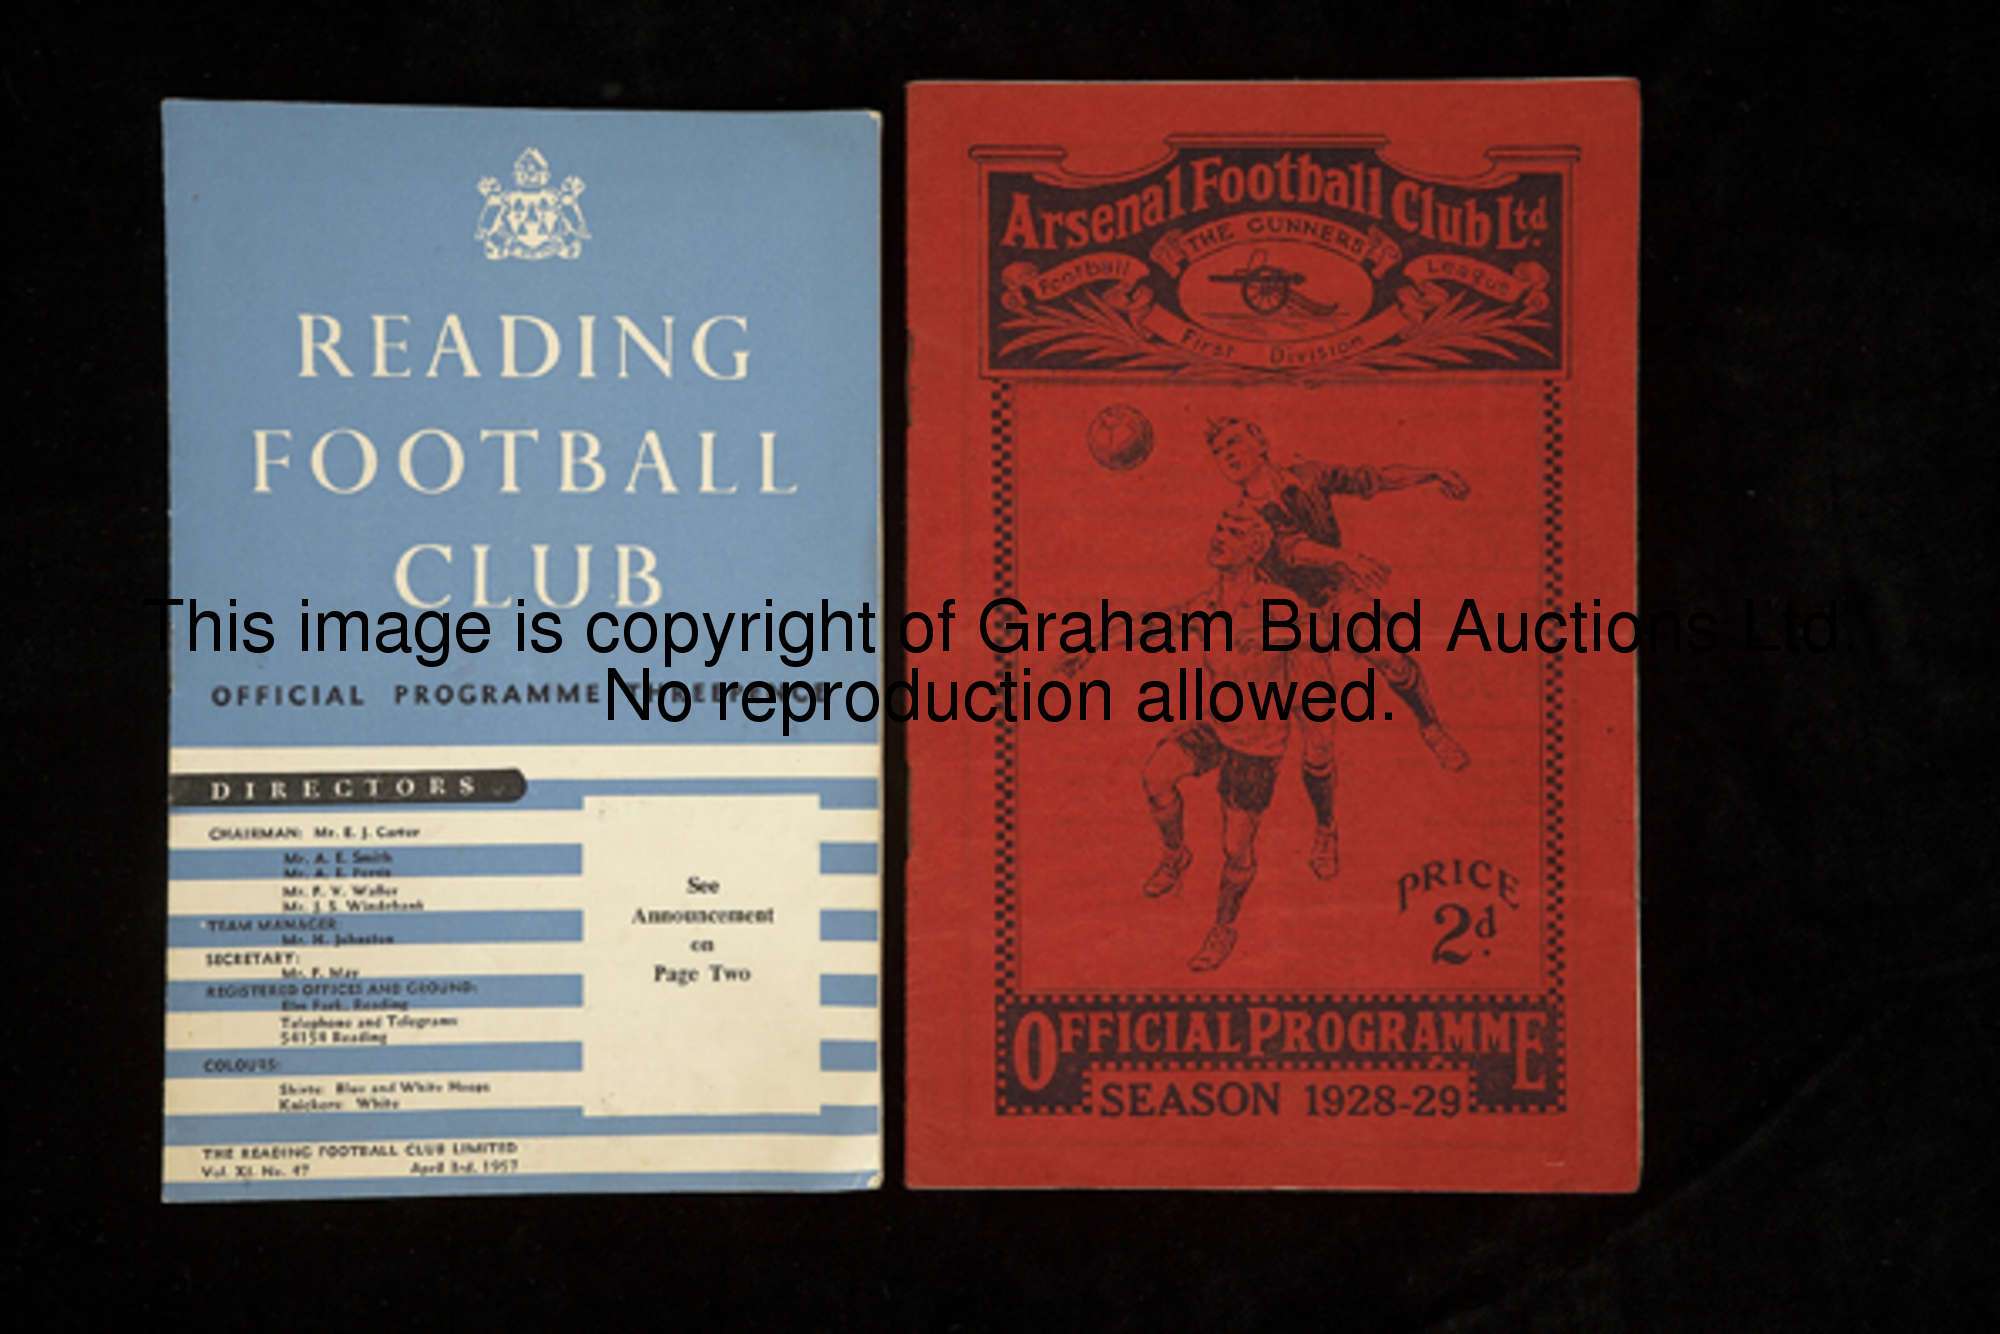 READING
FOOTBALL
CLUB
OFFICIAL PROGRAMME THREEPENCE
DIRECTORS
CHAIRMAN: Mr. E. J. Carter
Mr. A. E. Smith
Mr. A. E.
Mr. F. V. Waller
Mr. J. S. Windebank
TEAM MANAGER:
Mr. H. Johnston
SECRETARY:
Mr. F. May
REGISTERED OFFICES AND GROUND:
Elm Park, Reading
Telephone and Telegrams
54154 Reading
COLOURS:
Shirts: Blue and White Hoops
Knickers: White
THE READING FOOTBALL CLUB LIMITED
Vol. XI. No. 47 April 3rd, 1957
See
Announcement
on
Page Two
Arsenal Football Club Ltd.
THE GUNNERS
Football League
First Division
PRICE
2d.
OFFICIAL PROGRAMME
SEASON 1928-29
This image is copyright of Graham Budd Auctions Ltd
No reproduction allowed.